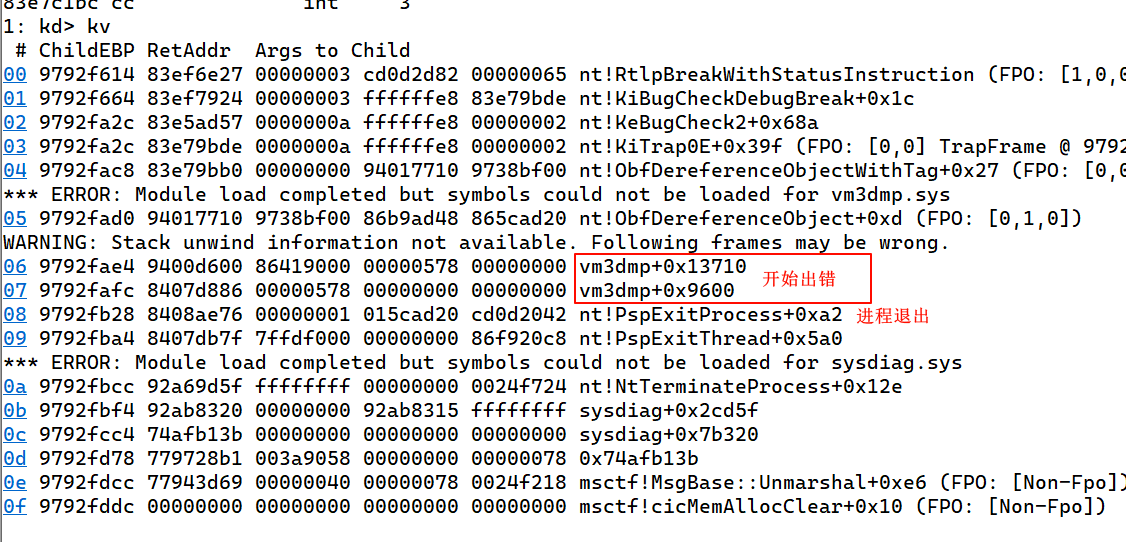 83e7c1bc cc              int     3
1: kd> kv
 # ChildEBP RetAddr  Args to Child
00 9792f614 83ef6e27 00000003 cd0d2d82 00000065 nt!RtlpBreakWithStatusInstruction (FPO: [1,0,0
01 9792f664 83ef7924 00000003 ffffffe8 83e79bde nt!KiBugCheckDebugBreak+0x1c
02 9792fa2c 83e5ad57 0000000a ffffffe8 00000002 nt!KeBugCheck2+0x68a
03 9792fa2c 83e79bde 0000000a ffffffe8 00000002 nt!KiTrap0E+0x39f (FPO: [0,0] TrapFrame @ 9792
04 9792fac8 83e79bb0 00000000 94017710 9738bf00 nt!ObfDereferenceObjectWithTag+0x27 (FPO: [0,0
*** ERROR: Module load completed but symbols could not be loaded for vm3dmp.sys
05 9792fad0 94017710 9738bf00 86b9ad48 865cad20 nt!ObfDereferenceObject+0xd (FPO: [0,1,0])
WARNING: Stack unwind information not available. Following frames may be wrong.
06 9792fae4 9400d600 86419000 00000578 00000000 vm3dmp+0x13710
开始出错
07 9792fafc 8407d886 00000578 00000000 00000000 vm3dmp+0x9600
08 9792fb28 8408ae76 00000001 015cad20 cd0d2042 nt!PspExitProcess+0xa2 进程退出
09 9792fba4 8407db7f 7ffdf000 00000000 86f920c8 nt!PspExitThread+0x5a0
*** ERROR: Module load completed but symbols could not be loaded for sysdiag.sys
0a 9792fbcc 92a69d5f ffffffff 00000000 0024f724 nt!NtTerminateProcess+0x12e
0b 9792fbf4 92ab8320 00000000 92ab8315 ffffffff sysdiag+0x2cd5f
0c 9792fcc4 74afb13b 00000000 00000000 00000000 sysdiag+0x7b320
0d 9792fd78 779728b1 003a9058 00000000 00000078 0x74afb13b
0e 9792fdcc 77943d69 00000040 00000078 0024f218 msctf!MsgBase::Unmarshal+0xe6 (FPO: [Non-Fpo])
0f 9792fddc 00000000 00000000 00000000 00000000 msctf!cicMemAllocClear+0x10 (FPO: [Non-Fpo])